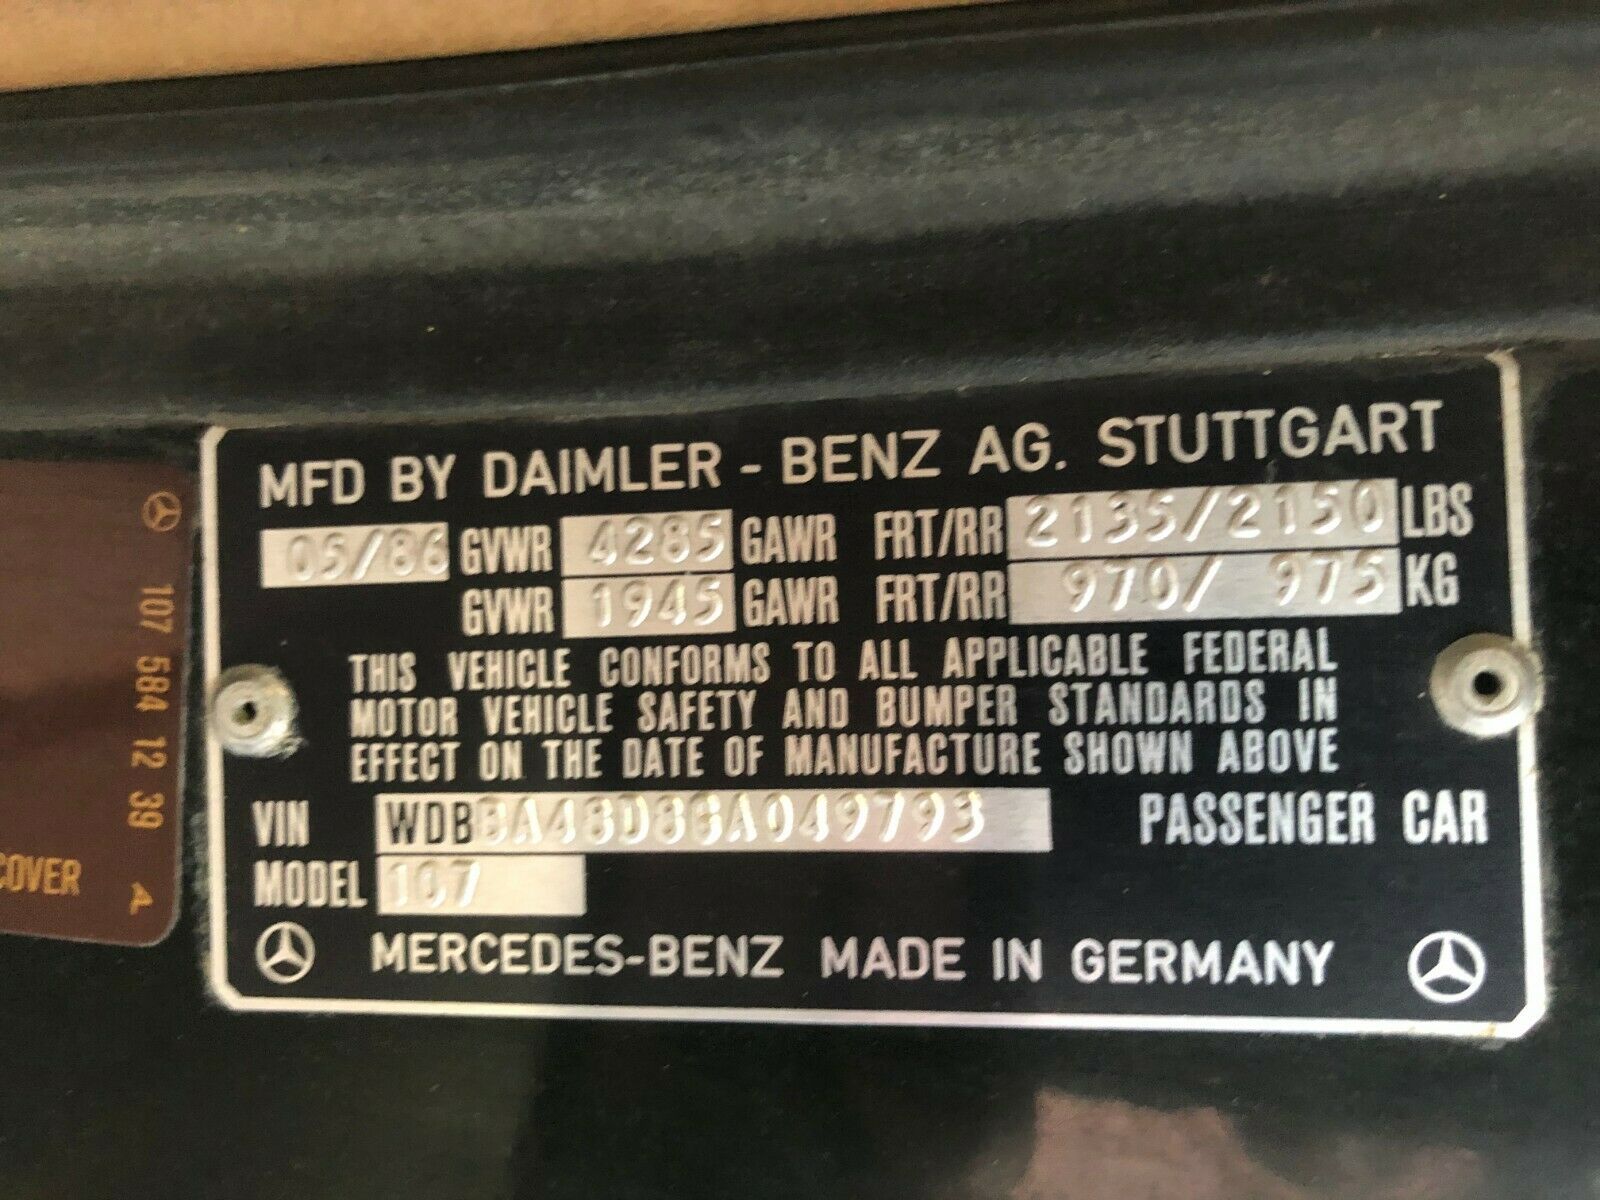 MFD BY DAIMLER - BENZ AG. STUTTGART
05/86 GVWR 4285 GAWR FRT/RR 2135/2150 LBS
GVWR 1945 GAWR FRT/RR 970/ 975 KG
THIS VEHICLE CONFORMS TO ALL APPLICABLE FEDERAL
MOTOR VEHICLE SAFETY AND BUMPER STANDARDS IN
EFFECT ON THE DATE OF MANUFACTURE SHOWN ABOVE
VIN WDBBA48D8GA049793 PASSENGER CAR
MODEL 107
MERCEDES-BENZ MADE IN GERMANY
107 584 12 39 A
COVER